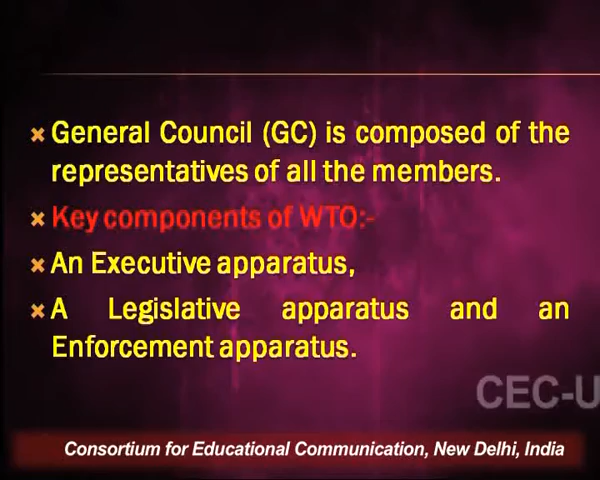 General Council (GC) is composed of the
representatives of all the members.
Key components of WTO:-
An Executive apparatus,
A Legislative apparatus and an
Enforcement apparatus.
CEC-U
Consortium for Educational Communication, New Delhi, India